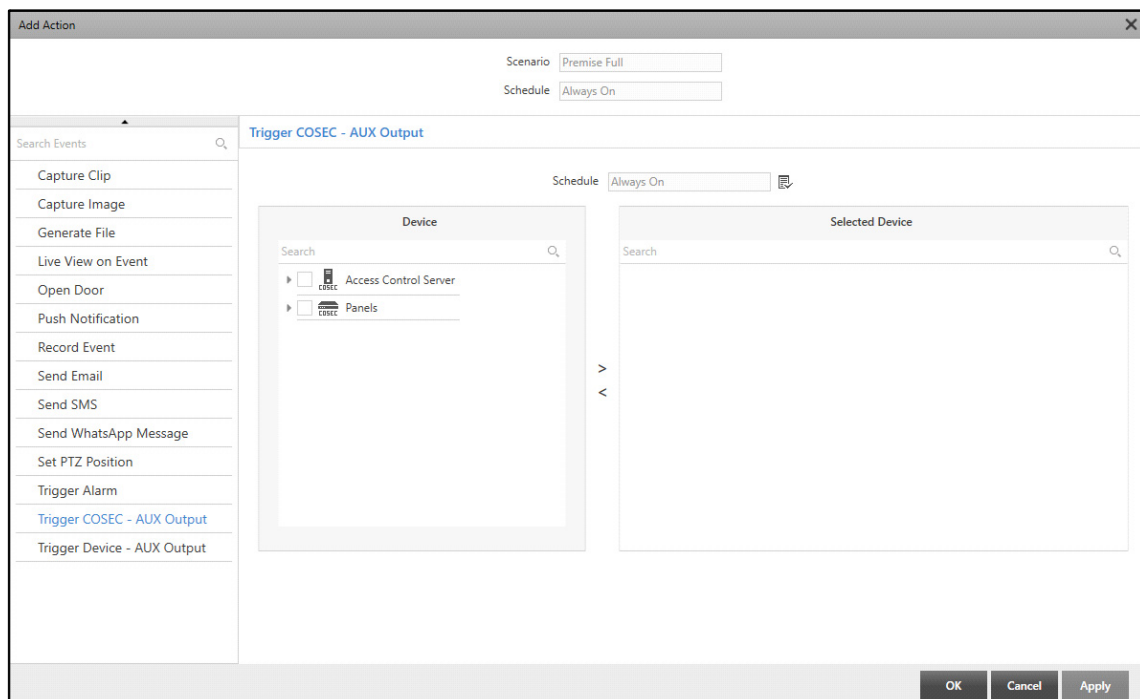 Add Action
Scenario Premise Full
Schedule Always On
Search Events
Capture Clip
Capture Image
Generate File
Live View on Event
Open Door
Push Notification
Record Event
Send Email
Send SMS
Send WhatsApp Message
Set PTZ Position
Trigger Alarm
Trigger COSEC - AUX Output
Trigger Device - AUX Output
Trigger COSEC - AUX Output
Schedule Always On
Device
Search
COSEC Access Control Server
COSEC Panels
>
<
Selected Device
Search
OK Cancel Apply